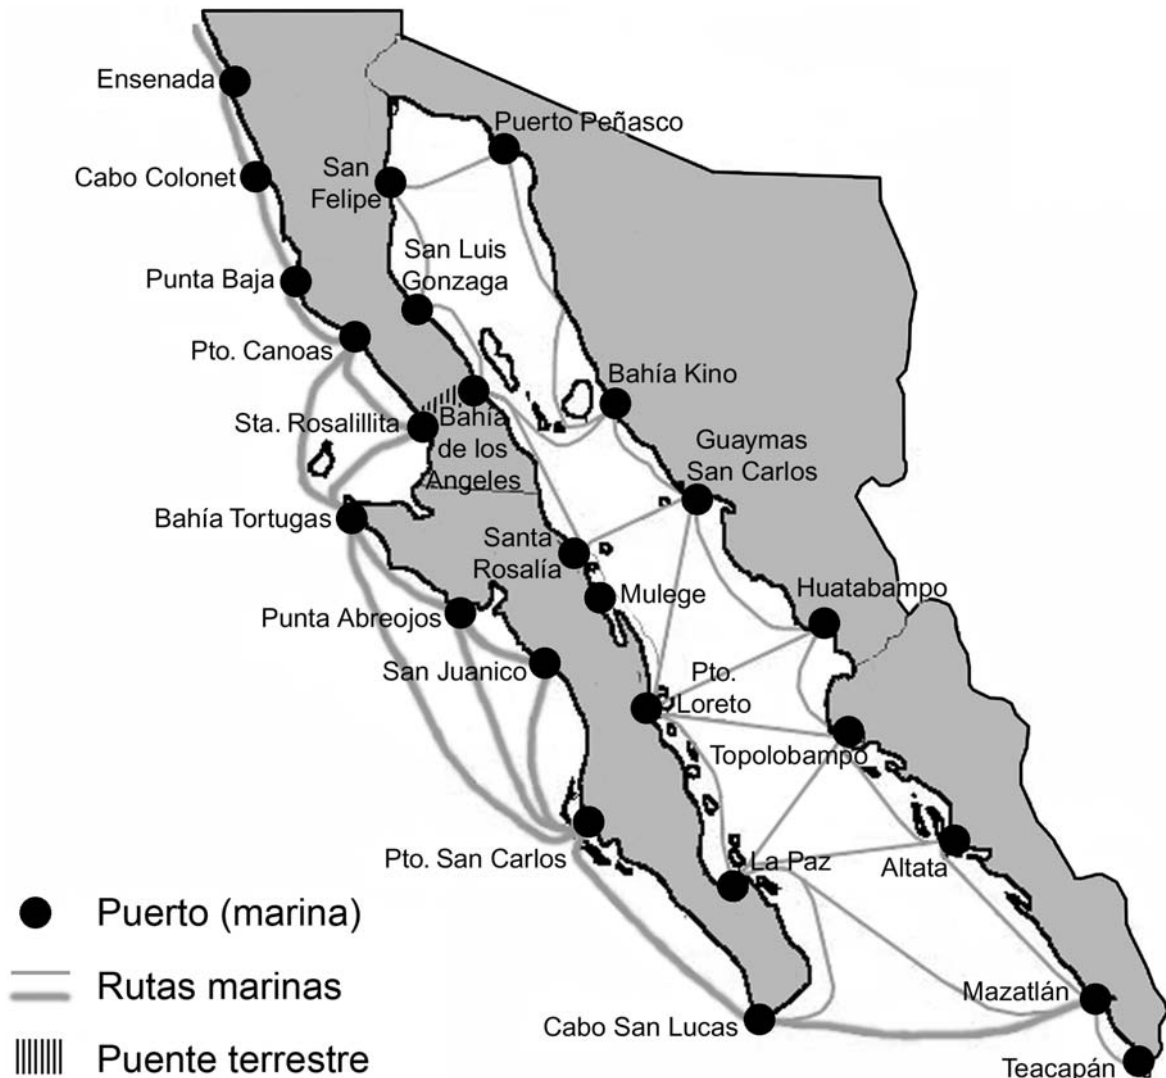 Ensenada
Puerto Peñasco
San
Felipe
Cabo Colonet
San Luis
Gonzaga
Punta Baja
Pto. Canoas
Bahía Kino
Sta. Rosalillita
Bahía
de los
Angeles
Guaymas
San Carlos
Bahía Tortugas
Santa
Rosalía
Mulege
Huatabampo
Punta Abreojos
San Juanico
Pto.
Loreto
Topolobampo
Pto. San Carlos
La Paz
Altata
Puerto (marina)
Rutas marinas
Mazatlán
Cabo San Lucas
Puente terrestre
Teacapán